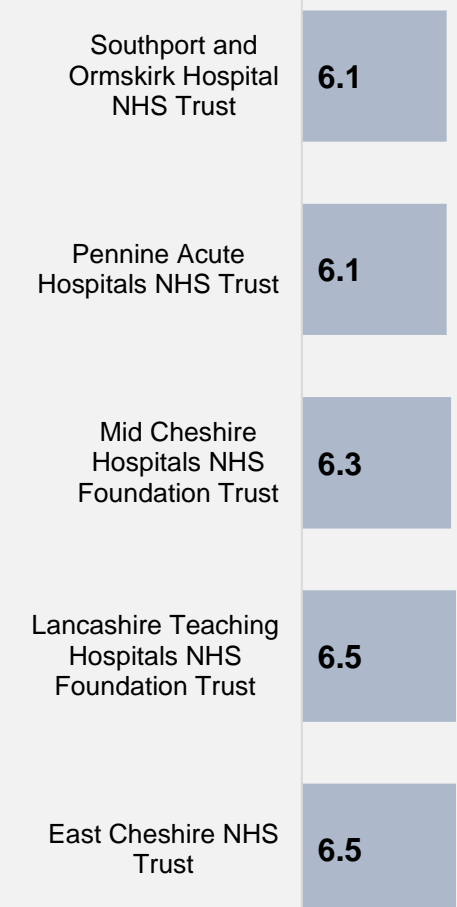 Southport and
Ormskirk Hospital
NHS Trust
6.1
Pennine Acute
Hospitals NHS Trust
6.1
Mid Cheshire
Hospitals NHS
Foundation Trust
6.3
Lancashire Teaching
Hospitals NHS
Foundation Trust
6.5
East Cheshire NHS
Trust
6.5